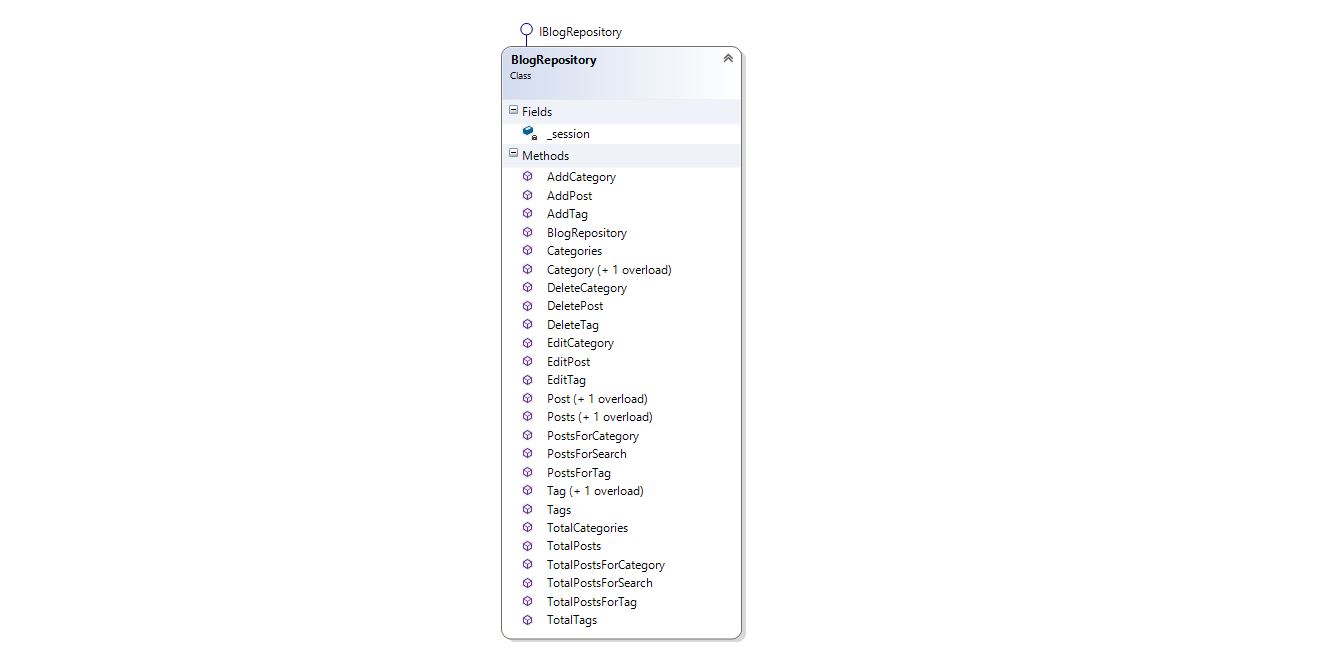 IBlogRepository
BlogRepository
Class
Fields
_session
Methods
AddCategory
AddPost
AddTag
BlogRepository
Categories
Category (+ 1 overload)
DeleteCategory
DeletePost
DeleteTag
EditCategory
EditPost
EditTag
Post (+ 1 overload)
Posts (+ 1 overload)
PostsForCategory
PostsForSearch
PostsForTag
Tag (+ 1 overload)
Tags
TotalCategories
TotalPosts
TotalPostsForCategory
TotalPostsForSearch
TotalPostsForTag
TotalTags